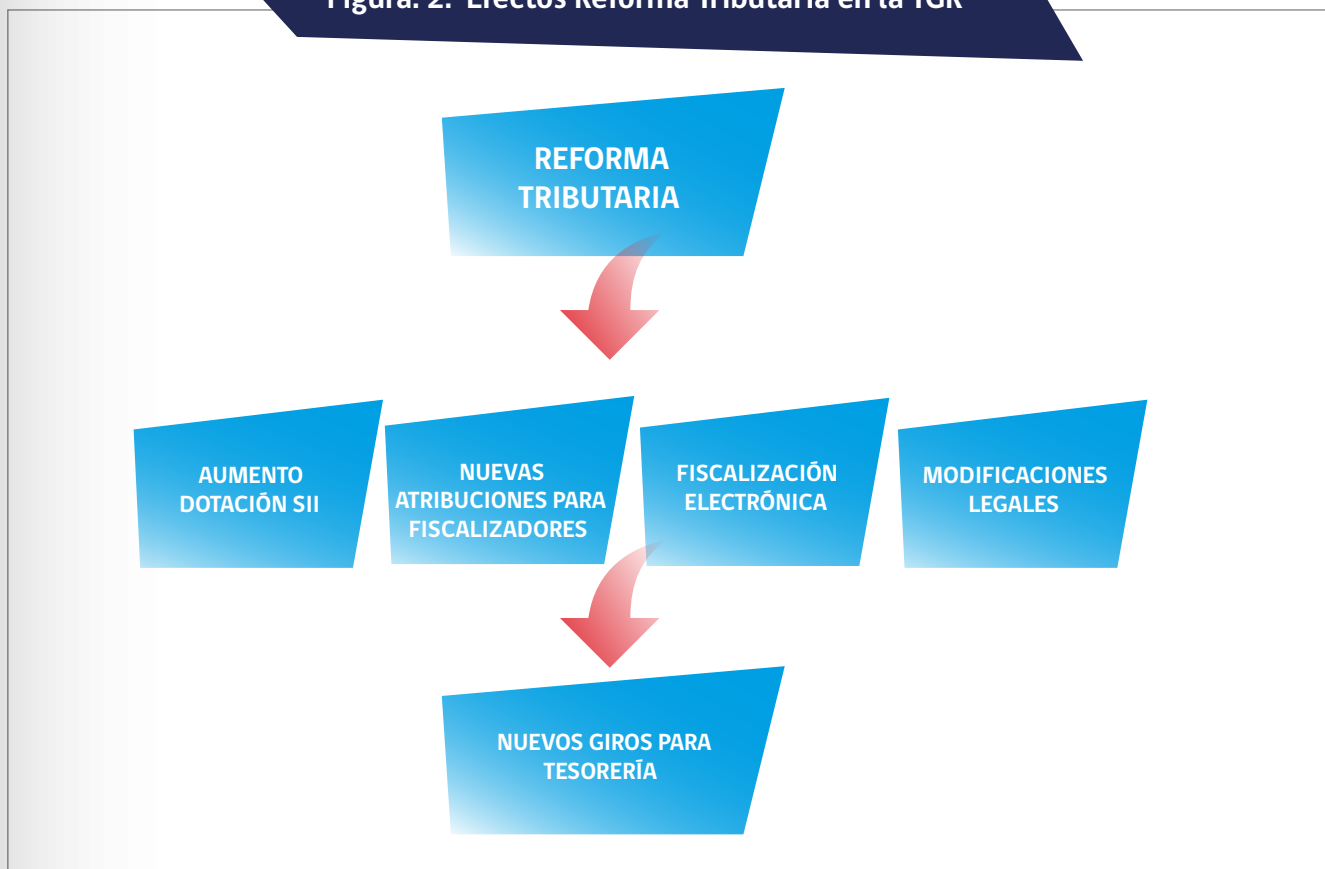 Figura. 2. Efectos Reforma Tributaria en la TGR
REFORMA
TRIBUTARIA
AUMENTO
DOTACIÓN SII
NUEVAS
ATRIBUCIONES PARA
FISCALIZADORES
FISCALIZACIÓN
ELECTRÓNICA
MODIFICACIONES
LEGALES
NUEVOS GIROS PARA
TESORERÍA